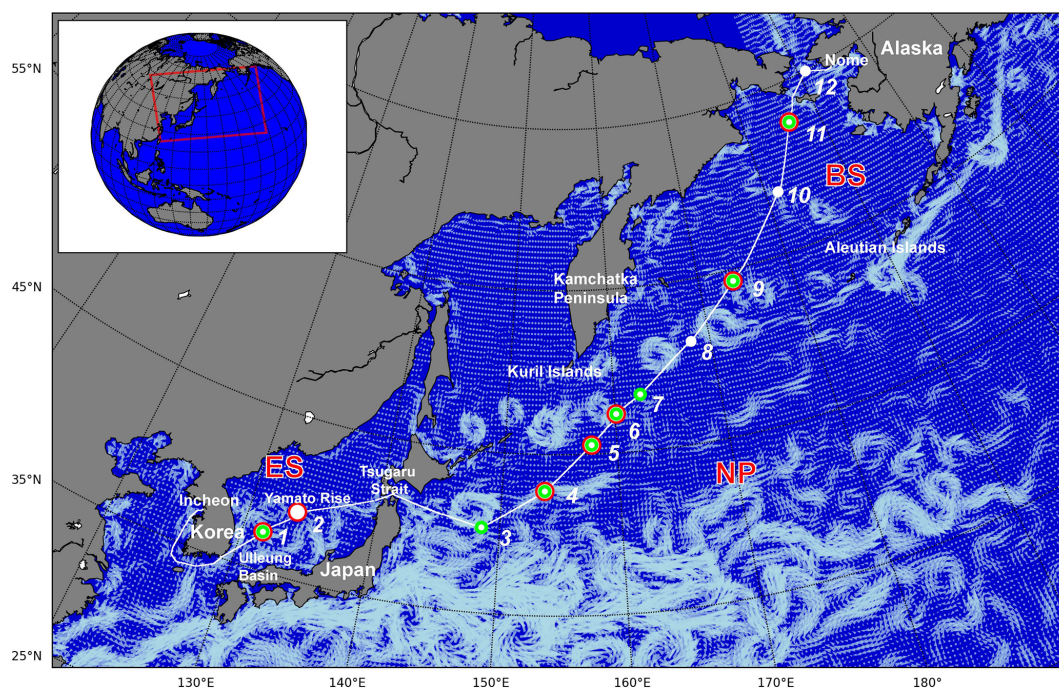 Alaska
55°N
Nome
12
11
BS
10
Aleutian Islands
Kamchatka
Peninsula
9
45°N
8
Kuril Islands
7
6
5
ES
NP
Tsugaru
Strait
35°N
4
Incheon
Yamato Rise
Korea
2
1
3
Ulleung
Basin
Japan
25°N
130°E
140°E
150°E
160°E
170°E
180°